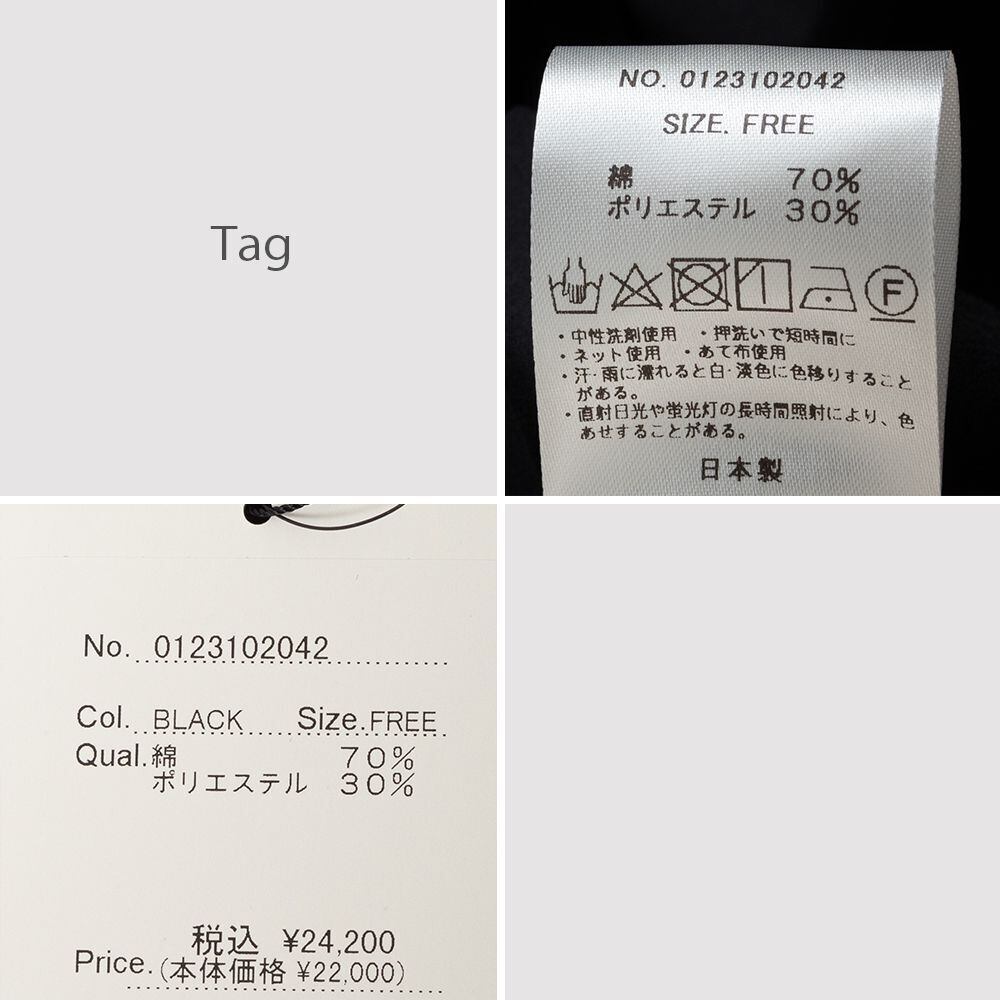 Tag
NO. 0123102042
SIZE. FREE
綿 70%
ポリエステル 30%
F
・中性洗剤使用 ・押洗いで短時間に
・ネット使用 ・あて布使用
・汗・雨に濡れると白・淡色に色移りすること
がある。
・直射日光や蛍光灯の長時間照射により、色
あせすることがある。
日本製
No. 0123102042
Col. BLACK Size. FREE
Qual. 綿 70%
ポリエステル 30%
税込 ¥24,200
Price. (本体価格 ¥22,000)